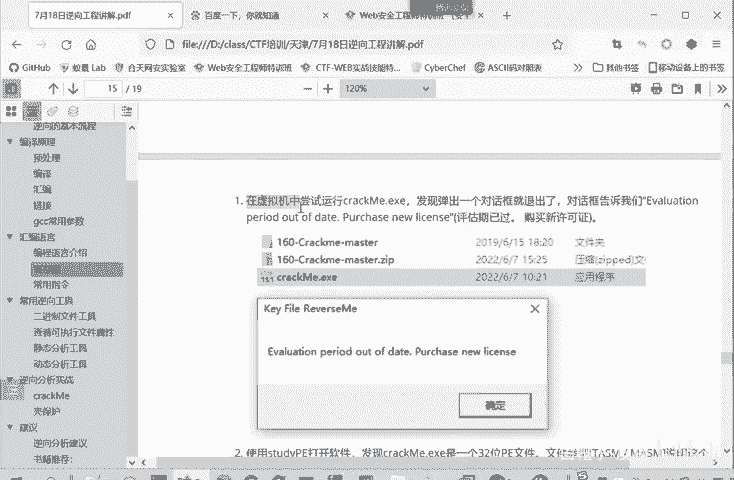 7月18日逆向工程讲解.pdf
百度一下，你就知道
Web安全工程师特训班
file:///D:/class/CTF培训/天津/7月18日逆向工程讲解.pdf
GitHub
蚁景 Lab
合天网安实验室
Web安全工程师特训班
CTF-WEB实战技能特...
CyberChef
ASCII码对照表
其他书签
移动设备上的书签
15 / 19
120%
逆向的基本流程
编译原理
预处理
编译
汇编
链接
gcc常用参数
汇编语言
编程语言介绍
常用指令
常用逆向工具
二进制文件工具
查看可执行文件属性
静态分析工具
动态分析工具
逆向分析实战
crackMe
壳保护
建议
逆向分析建议
书籍推荐：
1. 在虚拟机中尝试运行crackMe.exe，发现弹出一个对话框就退出了，对话框告诉我们“Evaluation
period out of date. Purchase new license”(评估期已过。 购买新许可证)。
160-Crackme-master 2019/6/15 18:20 文件夹
160-Crackme-master.zip 2022/6/7 15:25 压缩(zipped)文
crackMe.exe 2022/6/7 10:21 应用程序
Key File ReverseMe
Evaluation period out of date. Purchase new license
确定
2. 使用studyPE打开软件，发现crackMe.exe是一个32位PE文件，文件类型TASM / MASM